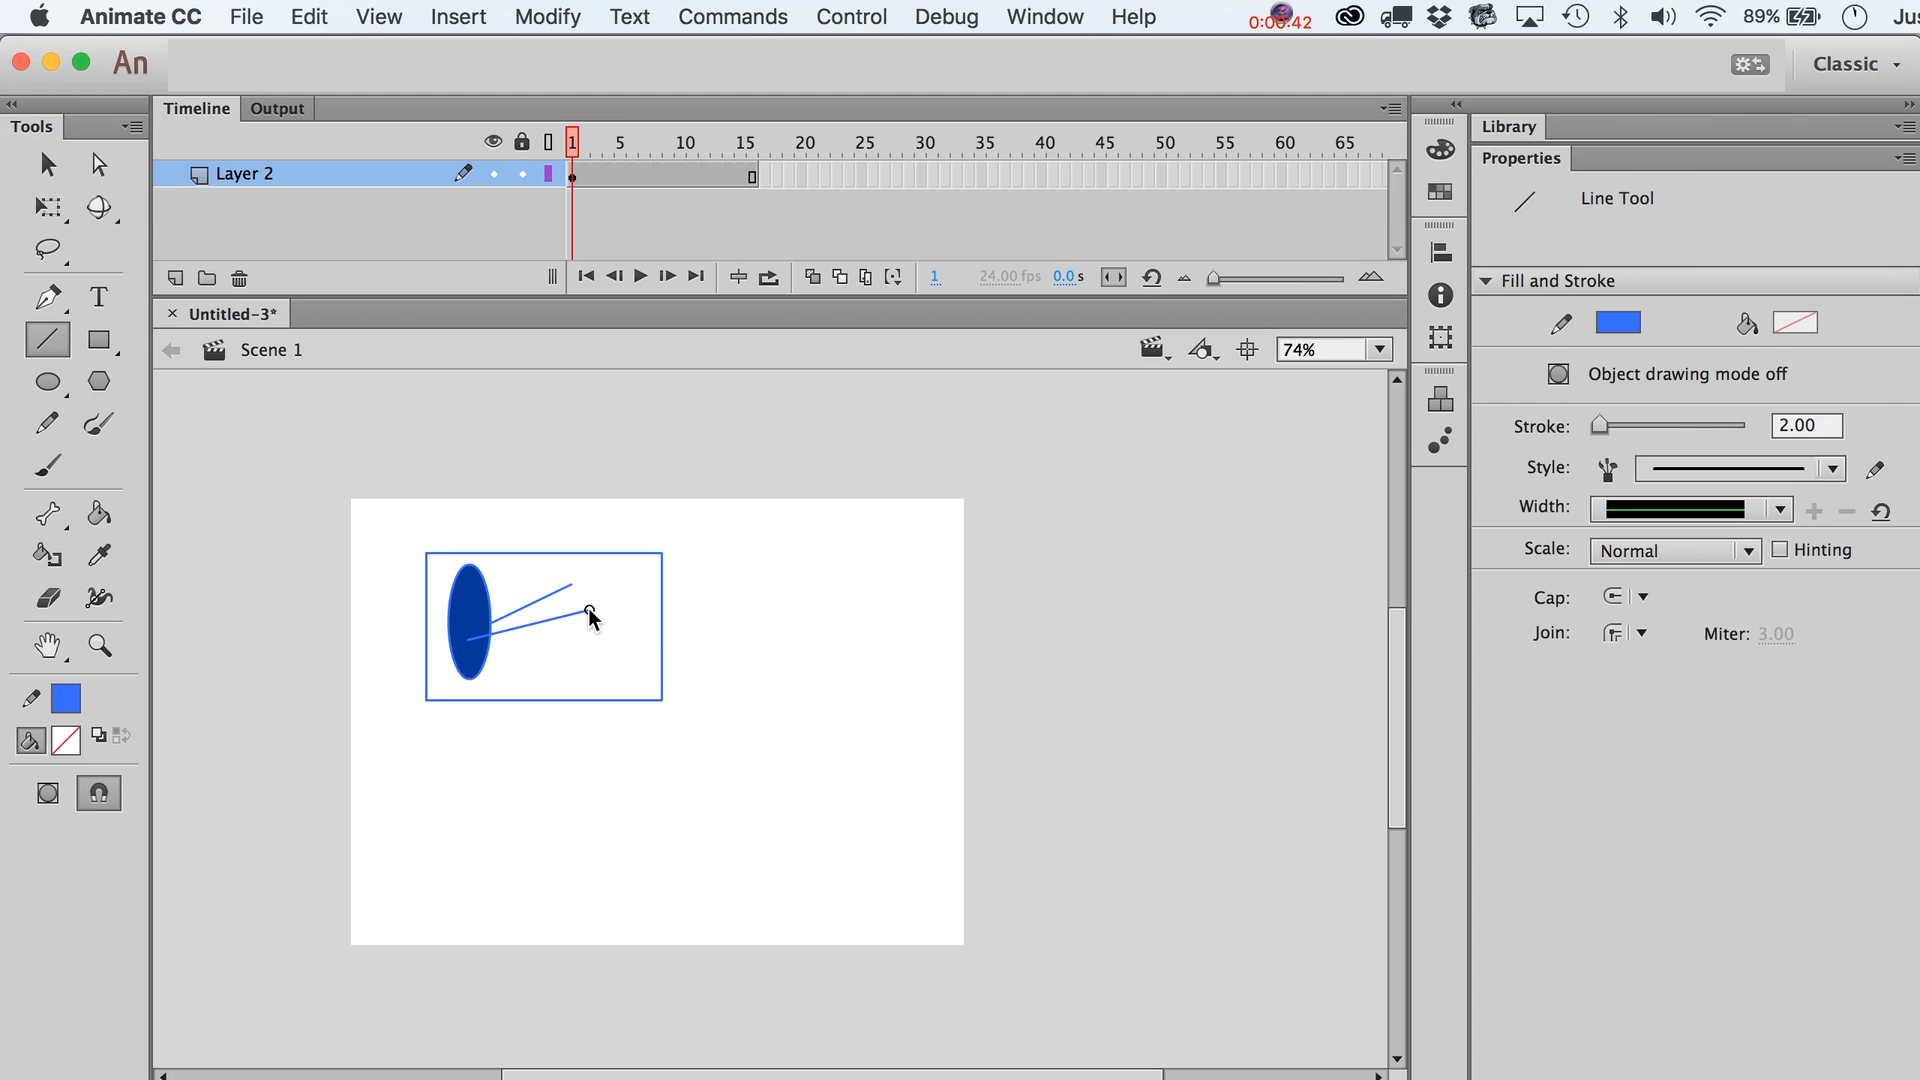 Animate CC File Edit View Insert Modify Text Commands Control Debug Window Help 0:00:42 89% Jus
An Classic
Tools Timeline Output Library
1 5 10 15 20 25 30 35 40 45 50 55 60 65
Properties
Layer 2
Line Tool
1 24.00 fps 0.0 s
Fill and Stroke
× Untitled-3*
Scene 1 74%
Object drawing mode off
Stroke: 2.00
Style:
Width:
Scale: Normal Hinting
Cap:
Join: Miter: 3.00
T